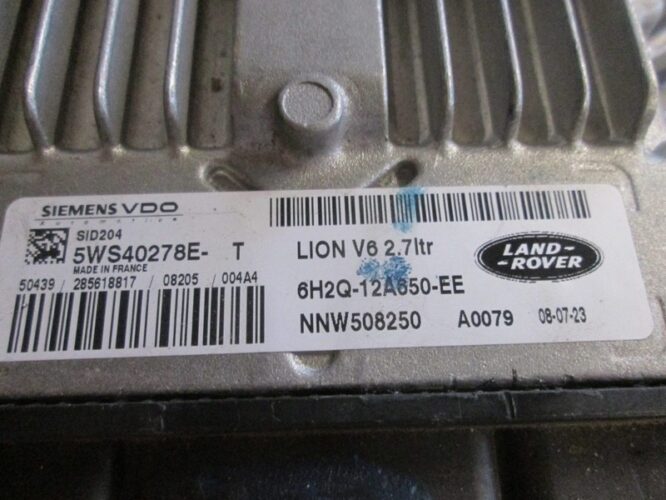 SIEMENS VDO
Automotive
SID204
5WS40278E- T
MADE IN FRANCE
50439 / 285618817 / 08205 / 004A4
LION V6 2,7ltr
6H2Q-12A650-EE
NNW508250 A0079 08-07-23
LAND-
-ROVER